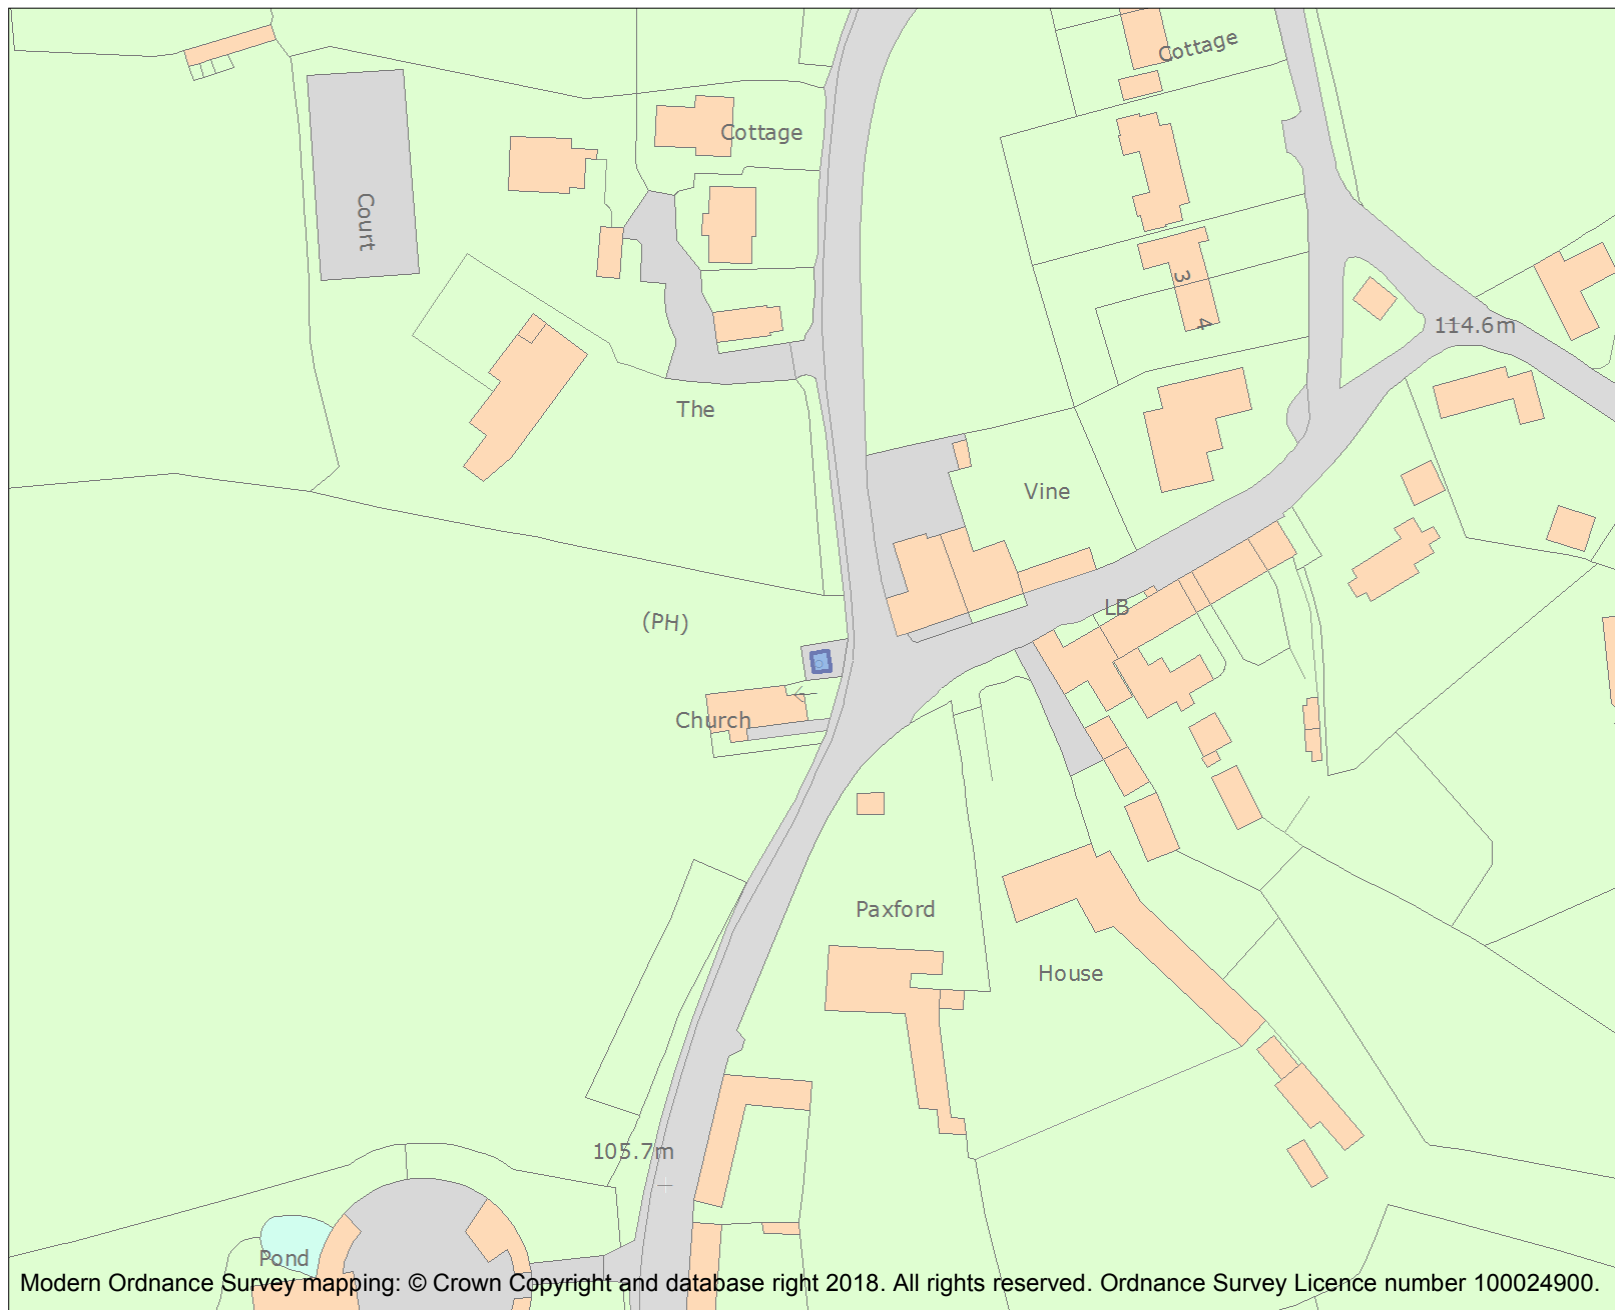 Cottage
Cottage
Court
3
4
114.6m
The
Vine
LB
(PH)
Church
Paxford
House
105.7m
Pond
Modern Ordnance Survey mapping: © Crown Copyright and database right 2018. All rights reserved. Ordnance Survey Licence number 100024900.